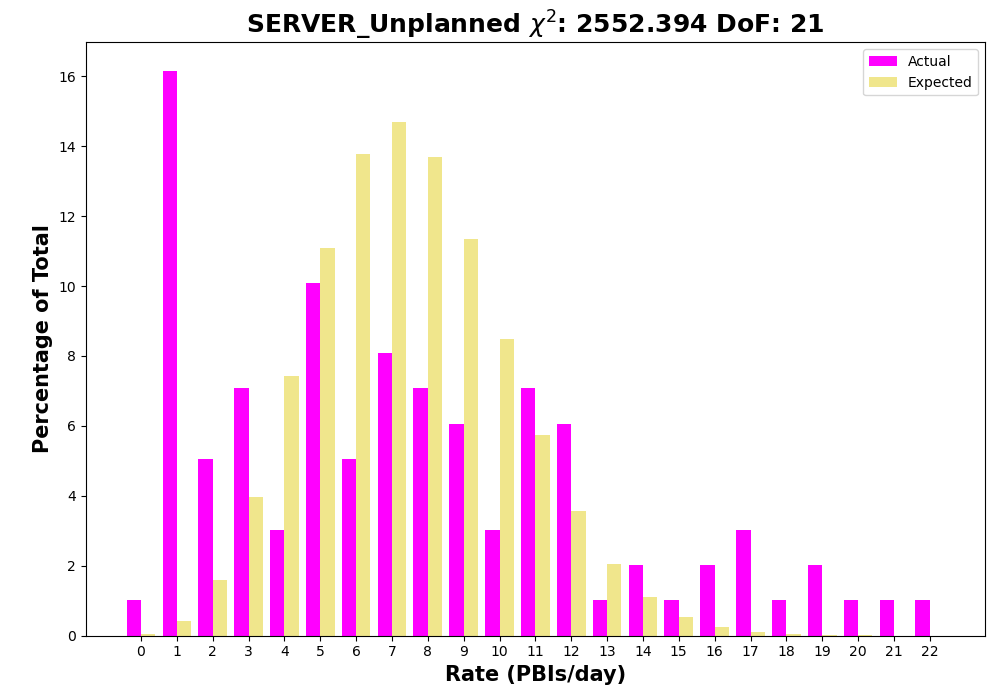 SERVER_Unplanned χ²: 2552.394 DoF: 21
Actual
Expected
Percentage of Total
16
14
12
10
8
6
4
2
0
0 1 2 3 4 5 6 7 8 9 10 11 12 13 14 15 16 17 18 19 20 21 22
Rate (PBIs/day)